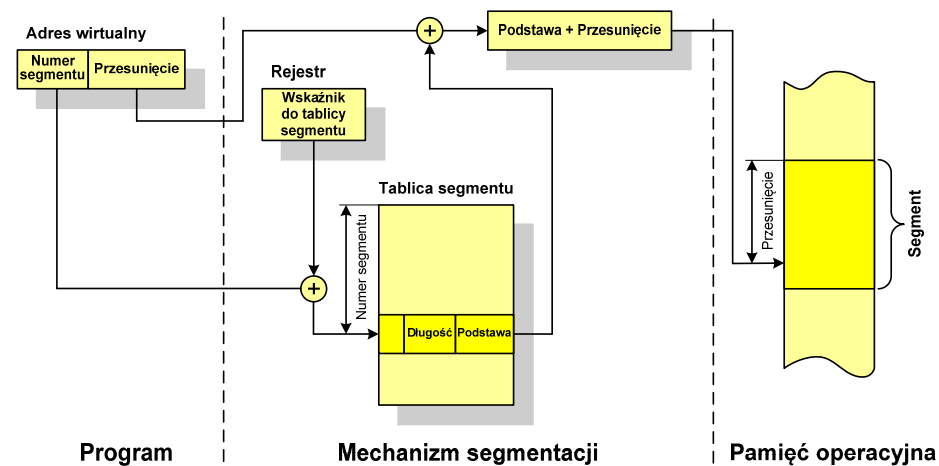 Adres wirtualny
Numer
segmentu
Przesunięcie
Rejestr
Wskaźnik
do tablicy
segmentu
+
Podstawa + Przesunięcie
Tablica segmentu
Numer segmentu
+
Długość
Podstawa
Przesunięcie
Segment
Program
Mechanizm segmentacji
Pamięć operacyjna